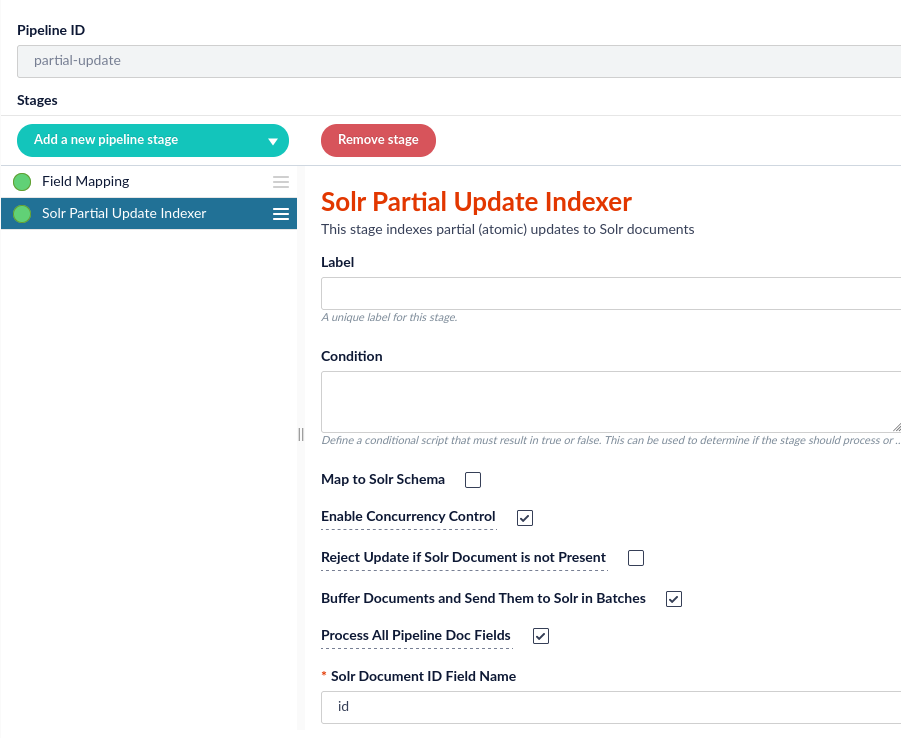 Pipeline ID
partial-update
Stages
Add a new pipeline stage
Remove stage
Field Mapping
Solr Partial Update Indexer
Solr Partial Update Indexer
This stage indexes partial (atomic) updates to Solr documents
Label
A unique label for this stage.
Condition
Define a conditional script that must result in true or false. This can be used to determine if the stage should process or ..
Map to Solr Schema
Enable Concurrency Control
Reject Update if Solr Document is not Present
Buffer Documents and Send Them to Solr in Batches
Process All Pipeline Doc Fields
* Solr Document ID Field Name
id